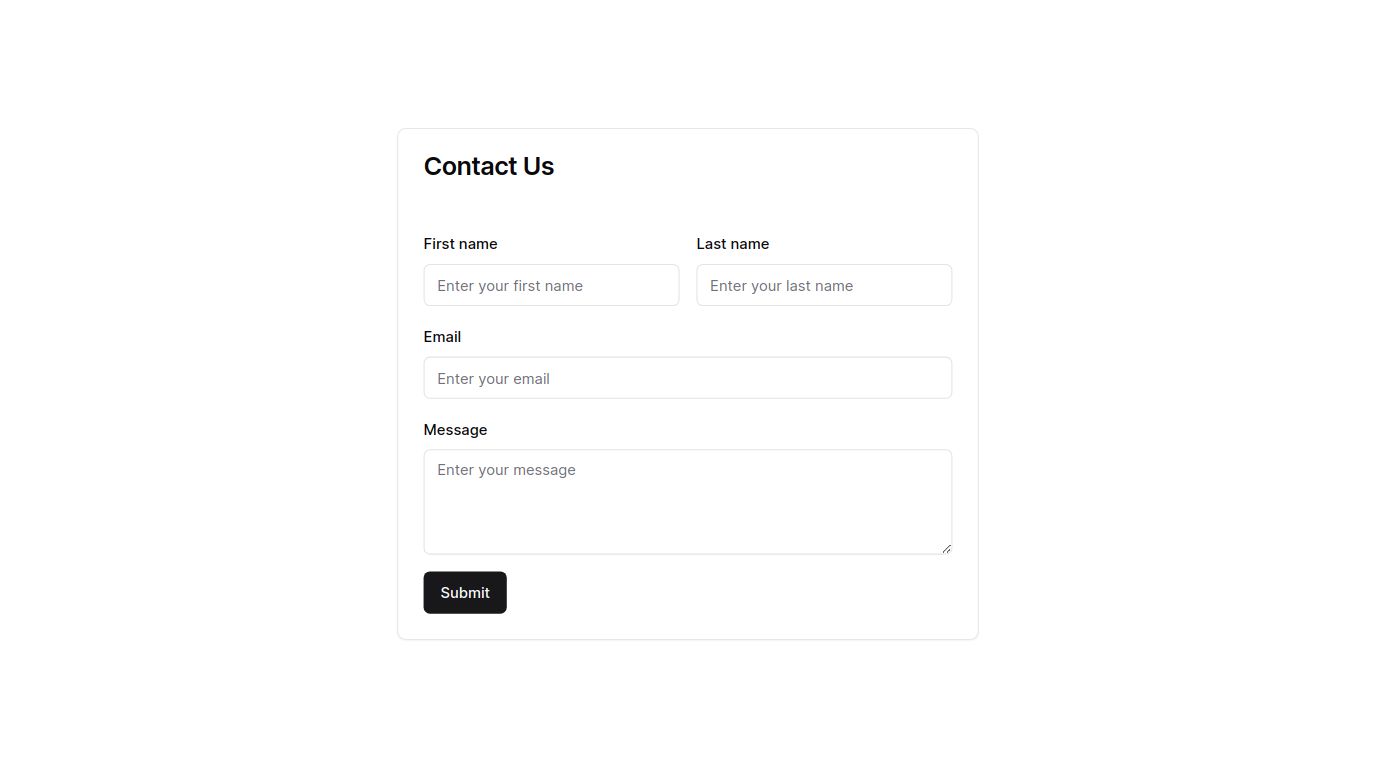 Contact Us
First name
Last name
Enter your first name
Enter your last name
Email
Enter your email
Message
Enter your message
Submit